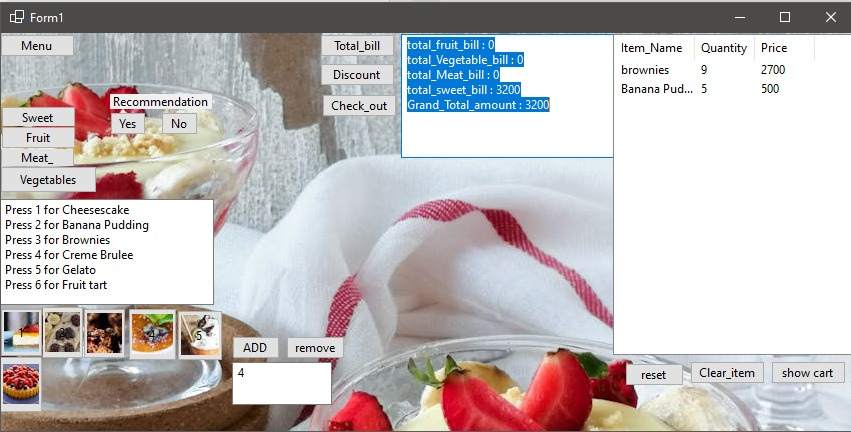 Form1
Menu
Total_bill
Discount
Check_out
total_fruit_bill : 0
total_Vegetable_bill : 0
total_Meat_bill : 0
total_sweet_bill : 3200
Grand_Total_amount : 3200
Item_Name Quantity Price
brownies 9 2700
Banana Pud... 5 500
Recommendation
Yes No
Sweet
Fruit
Meat_
Vegetables
Press 1 for Cheesescake
Press 2 for Banana Pudding
Press 3 for Brownies
Press 4 for Creme Brulee
Press 5 for Gelato
Press 6 for Fruit tart
1
4
5
ADD remove
4
reset Clear_item show cart